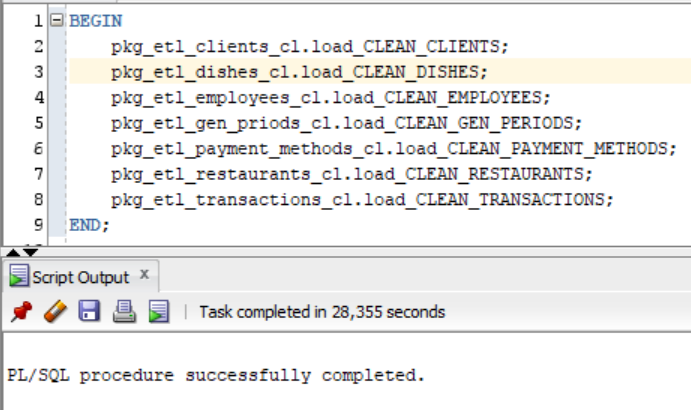 1 BEGIN
2 pkg_etl_clients_cl.load_CLEAN_CLIENTS;
3 pkg_etl_dishes_cl.load_CLEAN_DISHES;
4 pkg_etl_employees_cl.load_CLEAN_EMPLOYEES;
5 pkg_etl_gen_priods_cl.load_CLEAN_GEN_PERIODS;
6 pkg_etl_payment_methods_cl.load_CLEAN_PAYMENT_METHODS;
7 pkg_etl_restaurants_cl.load_CLEAN_RESTAURANTS;
8 pkg_etl_transactions_cl.load_CLEAN_TRANSACTIONS;
9 END;
Script Output x
Task completed in 28,355 seconds
PL/SQL procedure successfully completed.